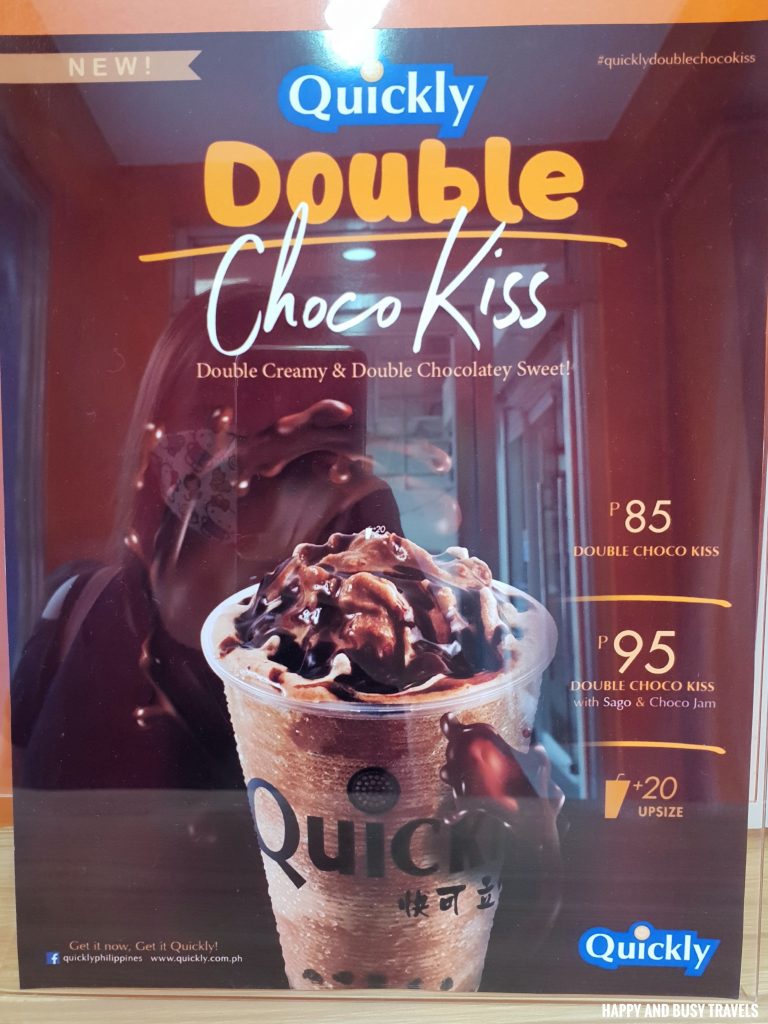 NEW!
#quicklydoublechocokiss
Quickly
Double
Choco Kiss
Double Creamy & Double Chocolatey Sweet!
P85
DOUBLE CHOCO KISS
P95
DOUBLE CHOCO KISS
with Sago & Choco Jam
+20
UPSIZE
Quickly
快可立
Get it now, Get it Quickly!
quicklyphilippines www.quickly.com.ph
Quickly
HAPPY AND BUSY TRAVELS